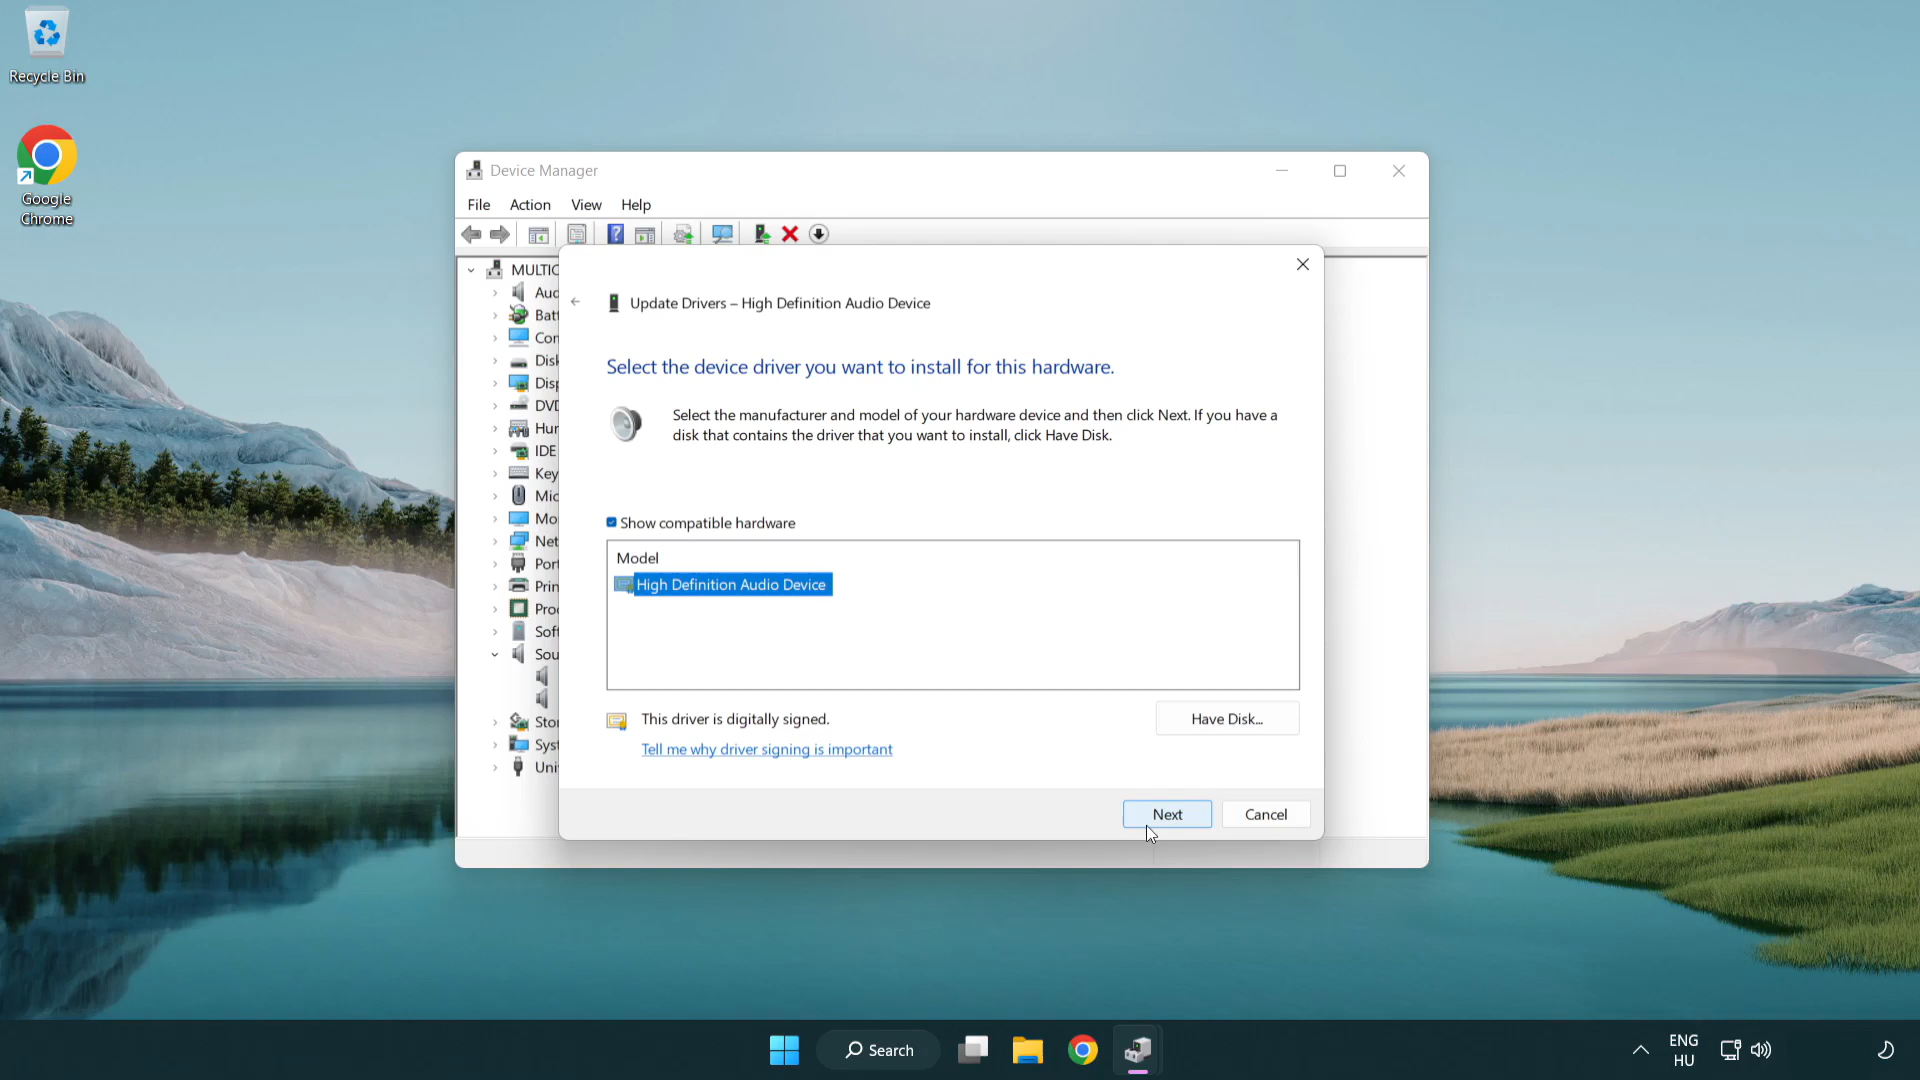 Recycle Bin
Google
Chrome
Device Manager
File Action View Help
MULTIC
Aud
Batt
Con
Disk
Disp
DVD
Hur
IDE
Key
Mic
Mo
Net
Port
Prin
Proc
Soft
Sou
Stor
Syst
Uni
Update Drivers – High Definition Audio Device
Select the device driver you want to install for this hardware.
Select the manufacturer and model of your hardware device and then click Next. If you have a
disk that contains the driver that you want to install, click Have Disk.
Show compatible hardware
Model
High Definition Audio Device
This driver is digitally signed.
Have Disk...
Tell me why driver signing is important
Next
Cancel
Search
ENG
HU